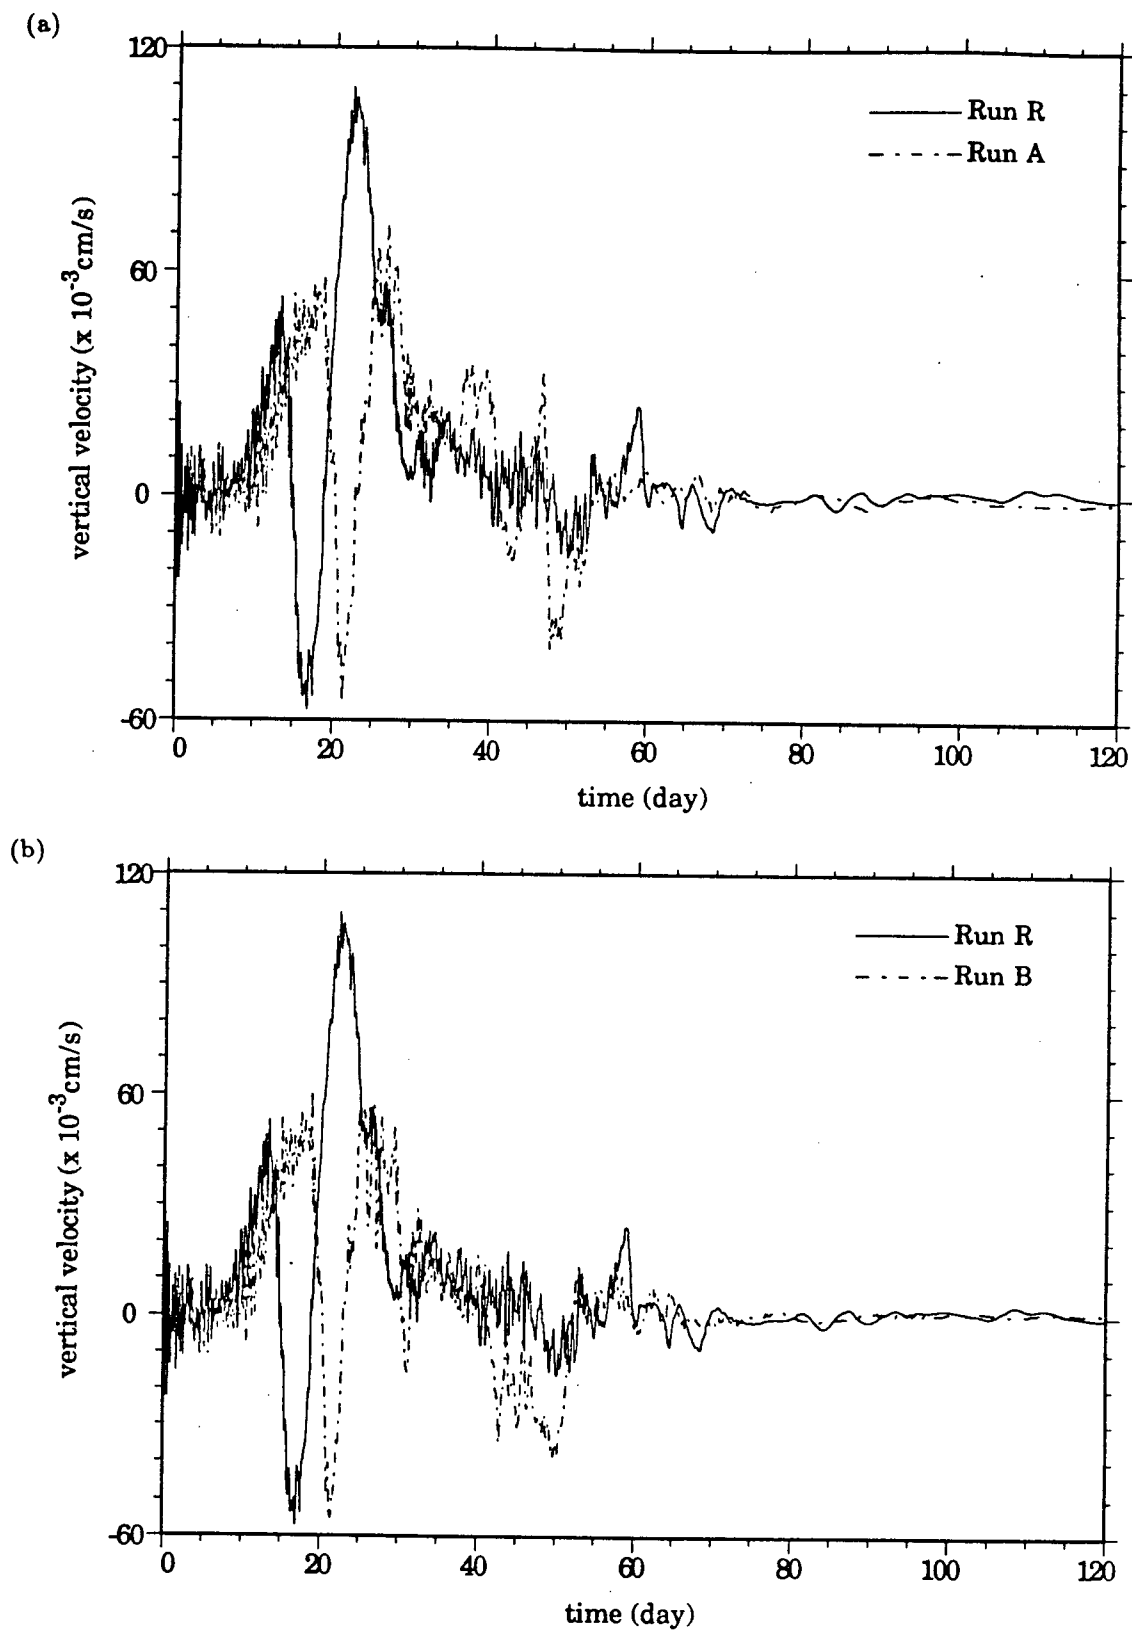 (a)
120
60
0
-60
vertical velocity (x 10⁻³cm/s)
Run R
Run A
0 20 40 60 80 100 120
time (day)
(b)
120
60
0
-60
vertical velocity (x 10⁻³cm/s)
Run R
Run B
0 20 40 60 80 100 120
time (day)